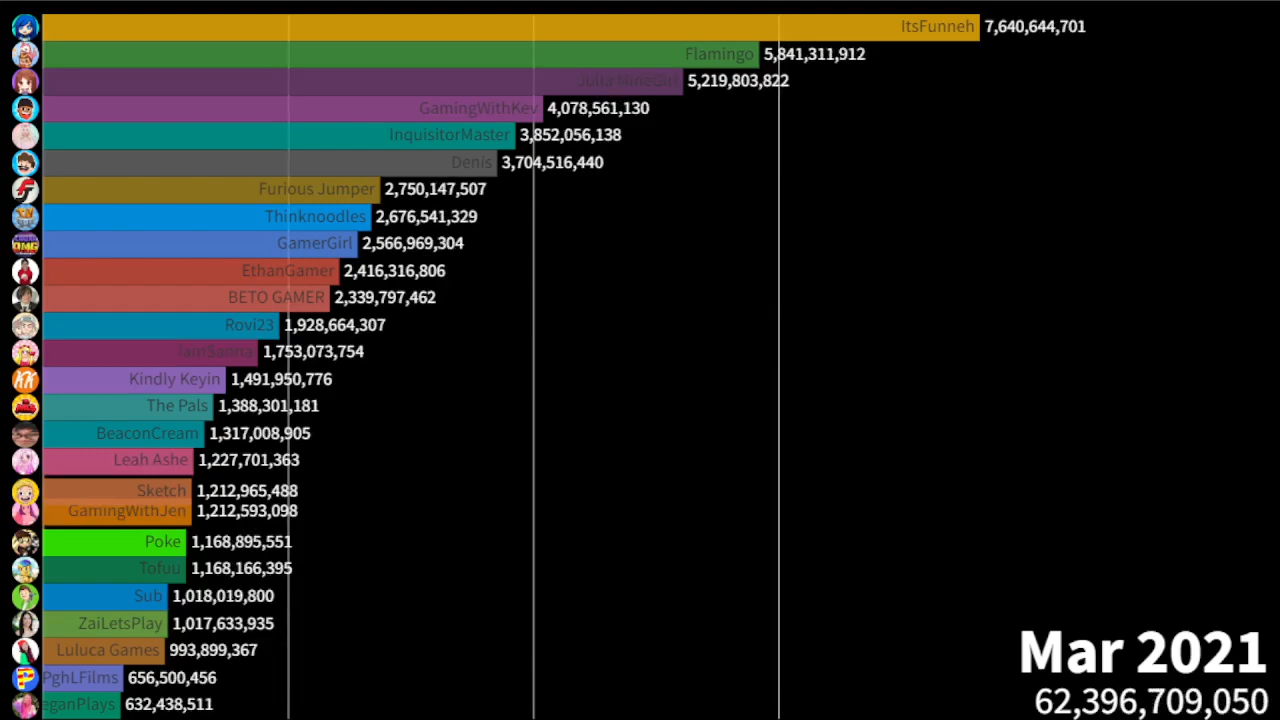 ItsFunneh 7,640,644,701
Flamingo 5,841,311,912
Julia MineGirl 5,219,803,822
GamingWithKev 4,078,561,130
InquisitorMaster 3,852,056,138
Denis 3,704,516,440
Furious Jumper 2,750,147,507
Thinknoodles 2,676,541,329
GamerGirl 2,566,969,304
EthanGamer 2,416,316,806
BETO GAMER 2,339,797,462
Rovi23 1,928,664,307
IamSanna 1,753,073,754
Kindly Keyin 1,491,950,776
The Pals 1,388,301,181
BeaconCream 1,317,008,905
Leah Ashe 1,227,701,363
Sketch 1,212,965,488
GamingWithJen 1,212,593,098
Poke 1,168,895,551
Tofuu 1,168,166,395
Sub 1,018,019,800
ZaiLetsPlay 1,017,633,935
Luluca Games 993,899,367
PghLFilms 656,500,456
eganPlays 632,438,511
Mar 2021
62,396,709,050